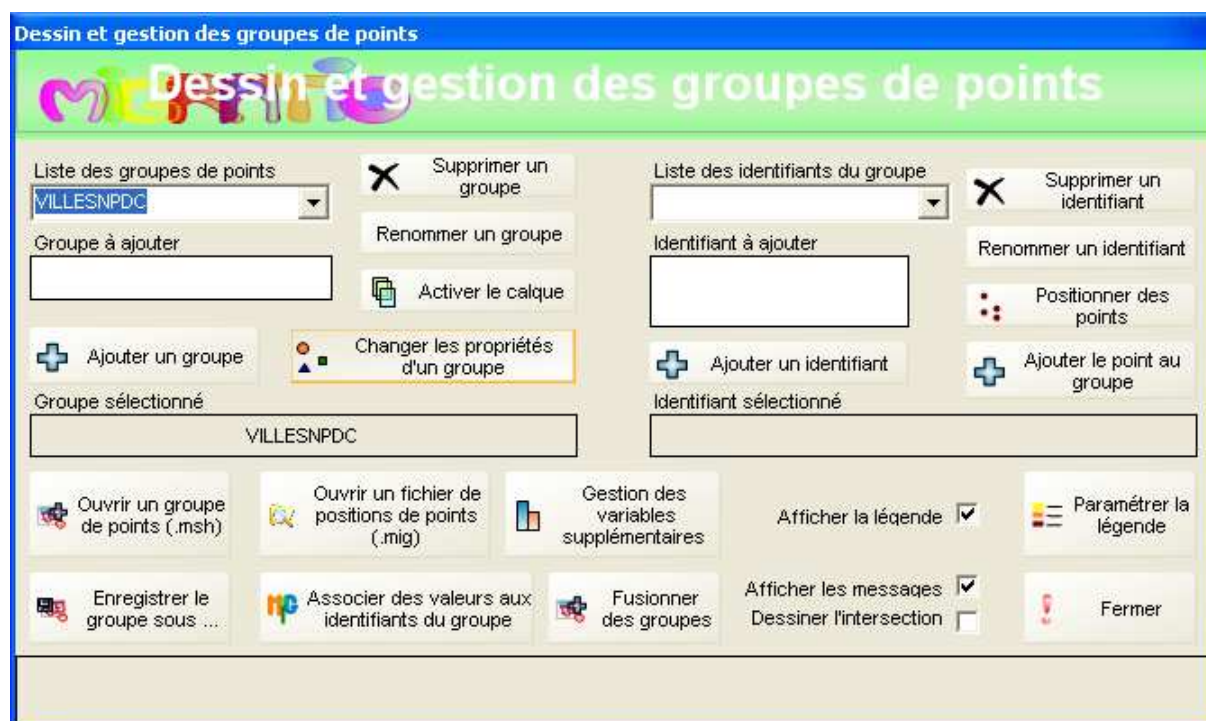 Dessin et gestion des groupes de points
Dessin et gestion des groupes de points
Liste des groupes de points
VILLESNPDC
Supprimer un
groupe
Groupe à ajouter
Renommer un groupe
Activer le calque
Ajouter un groupe
Changer les propriétés
d'un groupe
Groupe sélectionné
VILLESNPDC
Liste des identifiants du groupe
Supprimer un
identifiant
Identifiant à ajouter
Renommer un identifiant
Positionner des
points
Ajouter un identifiant
Ajouter le point au
groupe
Identifiant sélectionné
Ouvrir un groupe
de points (.msh)
Ouvrir un fichier de
positions de points
(.mig)
Gestion des
variables
supplémentaires
Afficher la légende
Paramétrer la
légende
Enregistrer le
groupe sous ...
Associer des valeurs aux
identifiants du groupe
Fusionner
des groupes
Afficher les messages
Dessiner l'intersection
Fermer